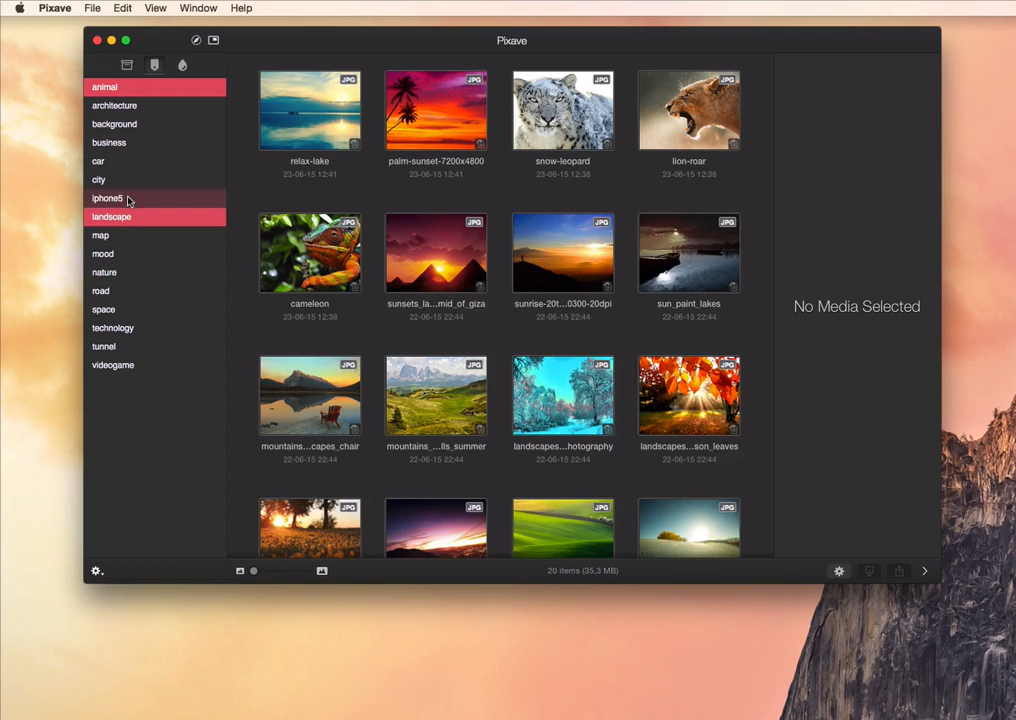 Pixave File Edit View Window Help
Pixave
animal
architecture
background
business
car
city
iphone5
landscape
map
mood
nature
road
space
technology
tunnel
videogame
JPG JPG JPG JPG
relax-lake palm-sunset-7200x4800 snow-leopard lion-roar
23-06-15 12:41 23-06-15 12:41 23-06-15 12:38 23-06-15 12:38
JPG JPG JPG JPG
cameleon sunsets_la...mid_of_giza sunrise-20t...0300-20dpi sun_paint_lakes
23-06-15 12:38 22-06-15 22:44 22-06-15 22:44 22-06-15 22:44
JPG JPG JPG JPG
mountains...capes_chair mountains_...lls_summer landscapes...hotography landscapes...son_leaves
22-06-15 22:44 22-06-15 22:44 22-06-15 22:44 22-06-15 22:44
JPG JPG JPG JPG
No Media Selected
20 items (35,3 MB)